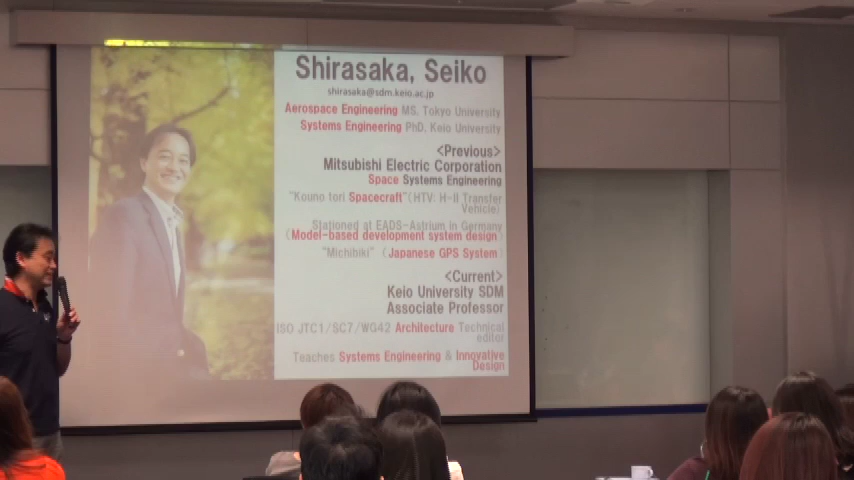 Shirasaka, Seiko
shirasaka@sdm.keio.ac.jp
Aerospace Engineering MS. Tokyo University
Systems Engineering PhD. Keio University
<Previous>
Mitsubishi Electric Corporation
Space Systems Engineering
"Kouno tori Spacecraft"(HTV: H-II Transfer
Vehicle)
Stationed at EADS-Astrium in Germany
(Model-based development system design)
"Michibiki" (Japanese GPS System)
<Current>
Keio University SDM
Associate Professor
ISO JTC1/SC7/WG42 Architecture Technical
editor
Teaches Systems Engineering & Innovative
Design